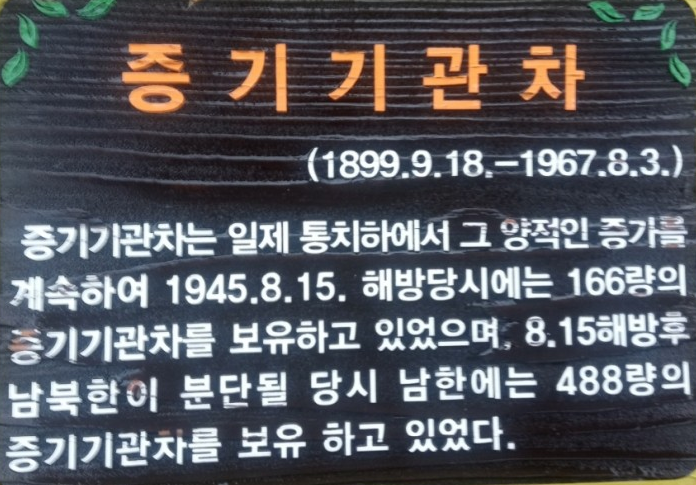 증기기관차
(1899.9.18.-1967.8.3.)
증기기관차는 일제 통치하에서 그 양적인 증가를
계속하여 1945.8.15. 해방당시에는 166량의
증기기관차를 보유하고 있었으며, 8.15해방후
남북한이 분단될 당시 남한에는 488량의
증기기관차를 보유 하고 있었다.